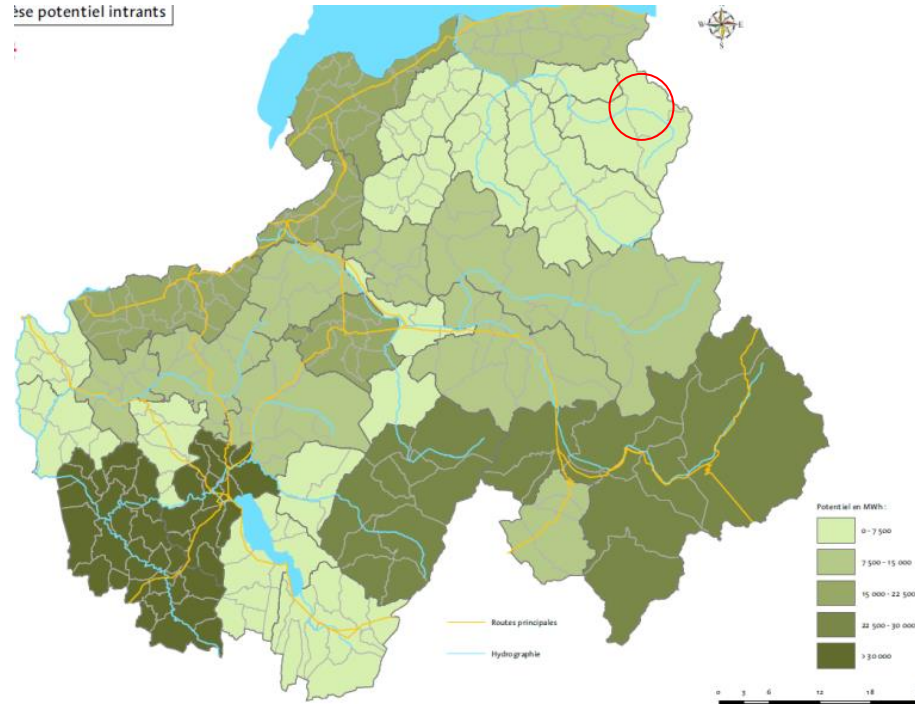 èse potentiel intrants
N
W E
S
Potentiel en MWh :
0 - 7 500
7 500 - 15 000
15 000 - 22 500
22 500 - 30 000
> 30 000
Routes principales
Hydrographie
0 3 6 12 18